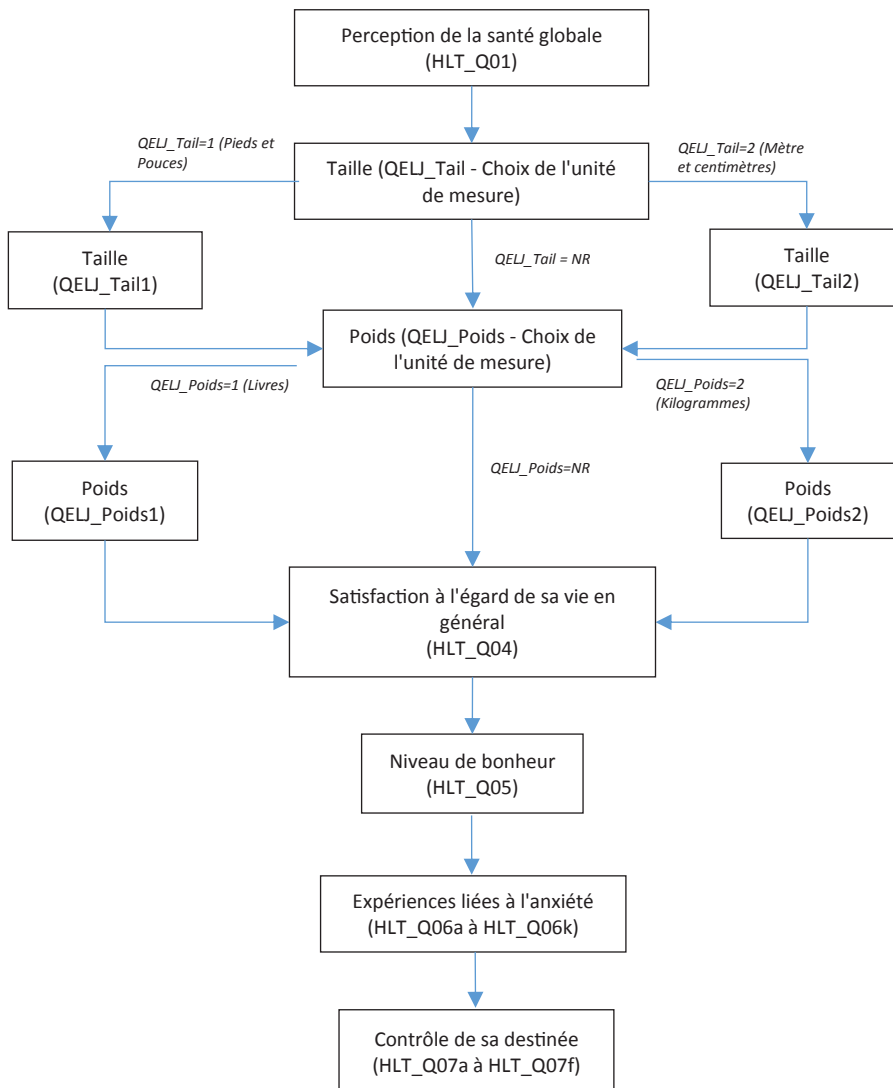 Perception de la santé globale
(HLT_Q01)
QELJ_Tail=1 (Pieds et
Pouces)
Taille (QELJ_Tail - Choix de l'unité
de mesure)
QELJ_Tail=2 (Mètre
et centimètres)
Taille
(QELJ_Tail1)
QELJ_Tail = NR
Taille
(QELJ_Tail2)
Poids (QELJ_Poids - Choix de
l'unité de mesure)
QELJ_Poids=1 (Livres)
QELJ_Poids=2
(Kilogrammes)
Poids
(QELJ_Poids1)
QELJ_Poids=NR
Poids
(QELJ_Poids2)
Satisfaction à l'égard de sa vie en
général
(HLT_Q04)
Niveau de bonheur
(HLT_Q05)
Expériences liées à l'anxiété
(HLT_Q06a à HLT_Q06k)
Contrôle de sa destinée
(HLT_Q07a à HLT_Q07f)